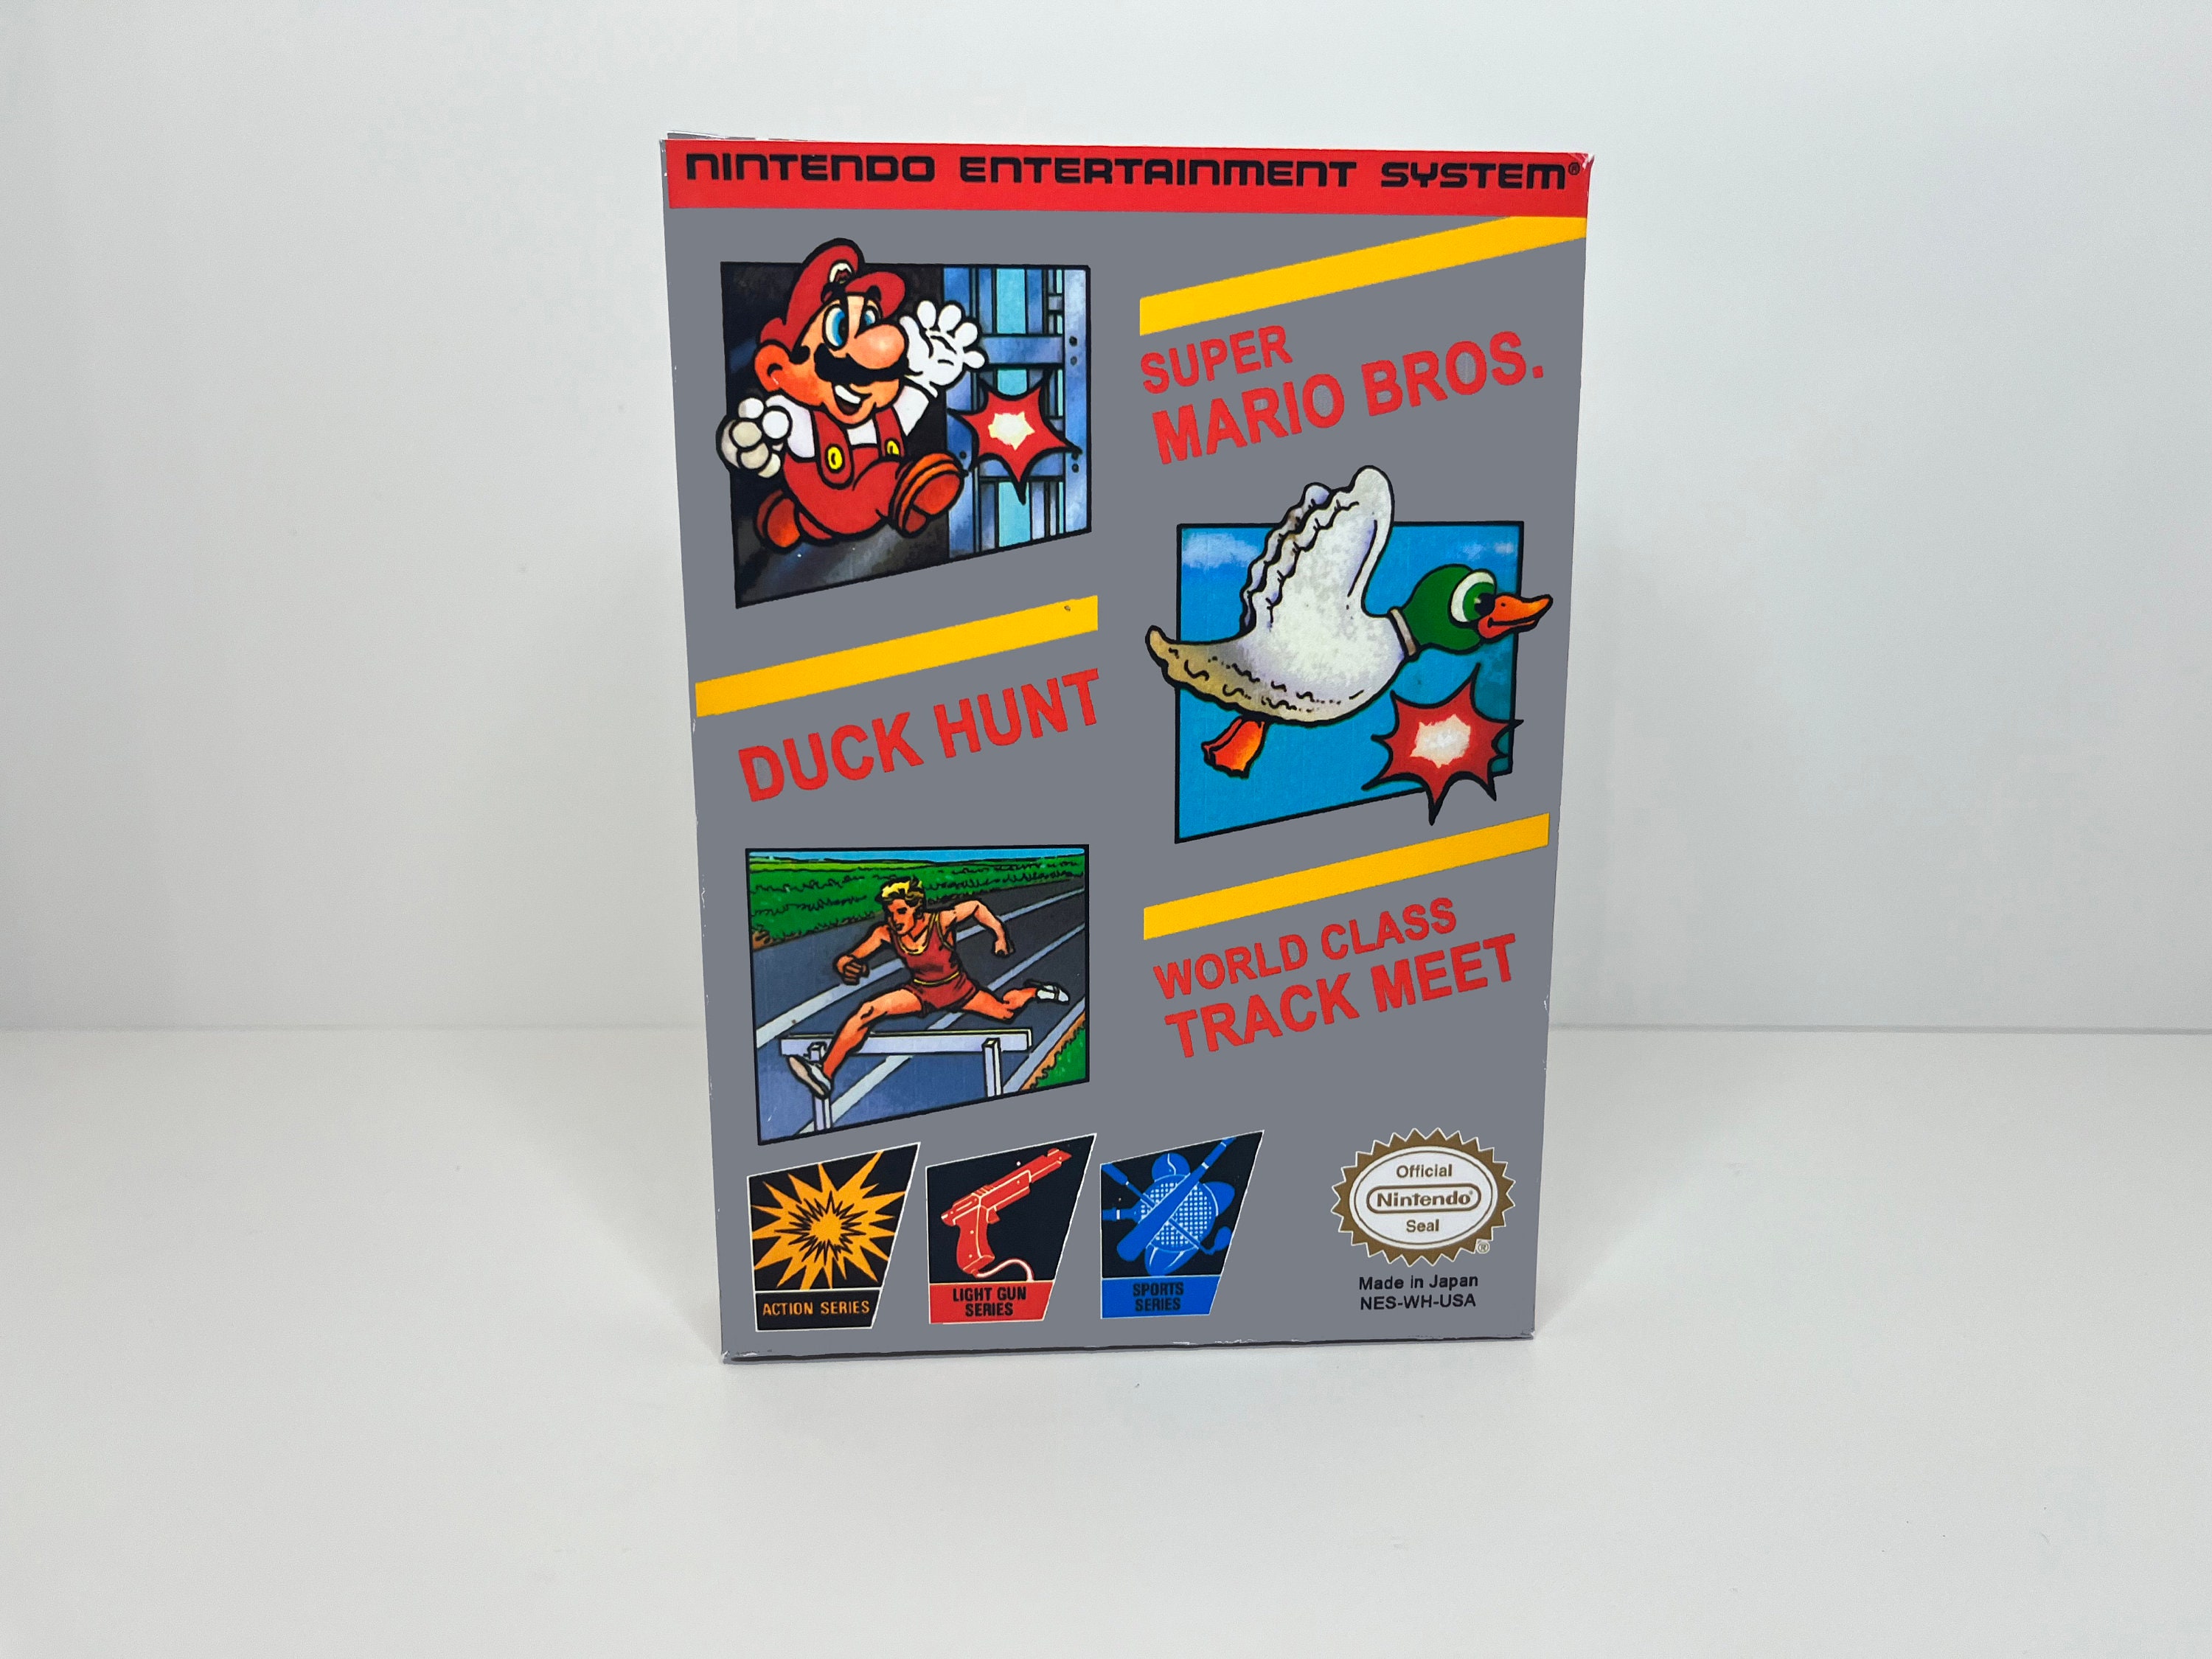 NINTENDO ENTERTAINMENT SYSTEM®
SUPER
MARIO BROS.
DUCK HUNT
WORLD CLASS
TRACK MEET
ACTION SERIES
LIGHT GUN
SERIES
SPORTS
SERIES
Official
Nintendo®
Seal
®
Made in Japan
NES-WH-USA